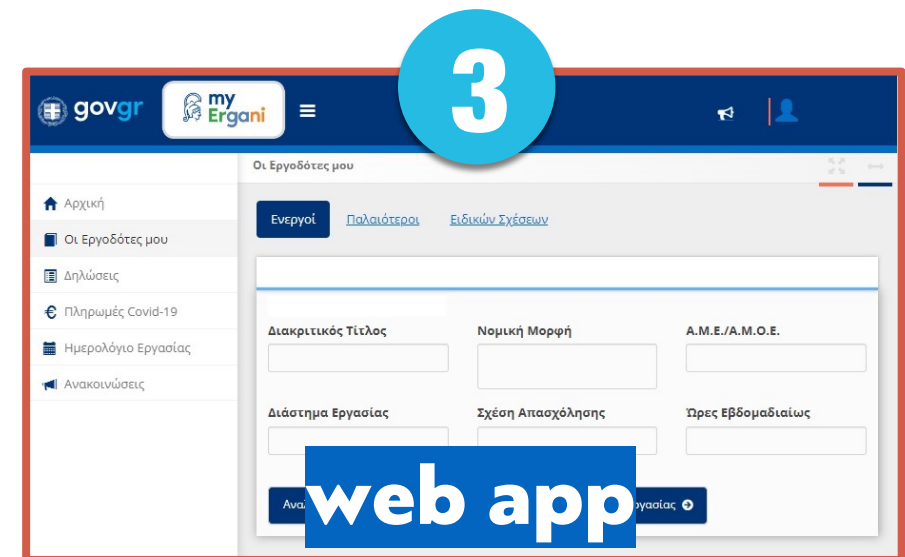 3
govgr
my
Ergani
Οι Εργοδότες μου
Αρχική
Οι Εργοδότες μου
Δηλώσεις
Πληρωμές Covid-19
Ημερολόγιο Εργασίας
Ανακοινώσεις
Ενεργοί Παλαιότεροι Ειδικών Σχέσεων
Διακριτικός Τίτλος Νομική Μορφή Α.Μ.Ε./Α.Μ.Ο.Ε.
Διάστημα Εργασίας Σχέση Απασχόλησης Ώρες Εβδομαδιαίως
web app